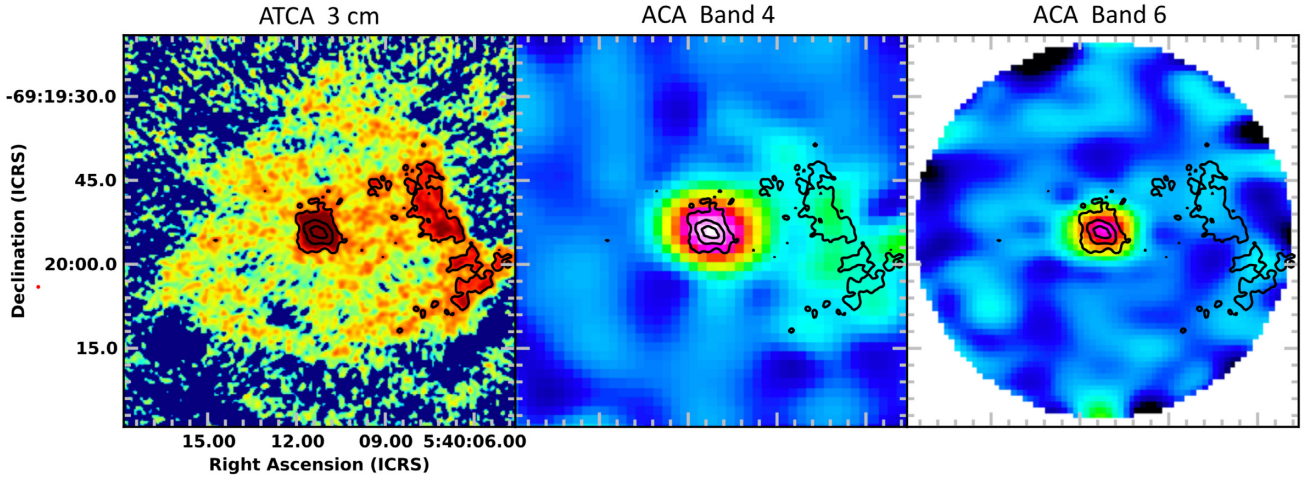 ATCA 3 cm
ACA Band 4
ACA Band 6
Declination (ICRS)
-69:19:30.0
45.0
20:00.0
15.0
15.00 12.00 09.00 5:40:06.00
Right Ascension (ICRS)